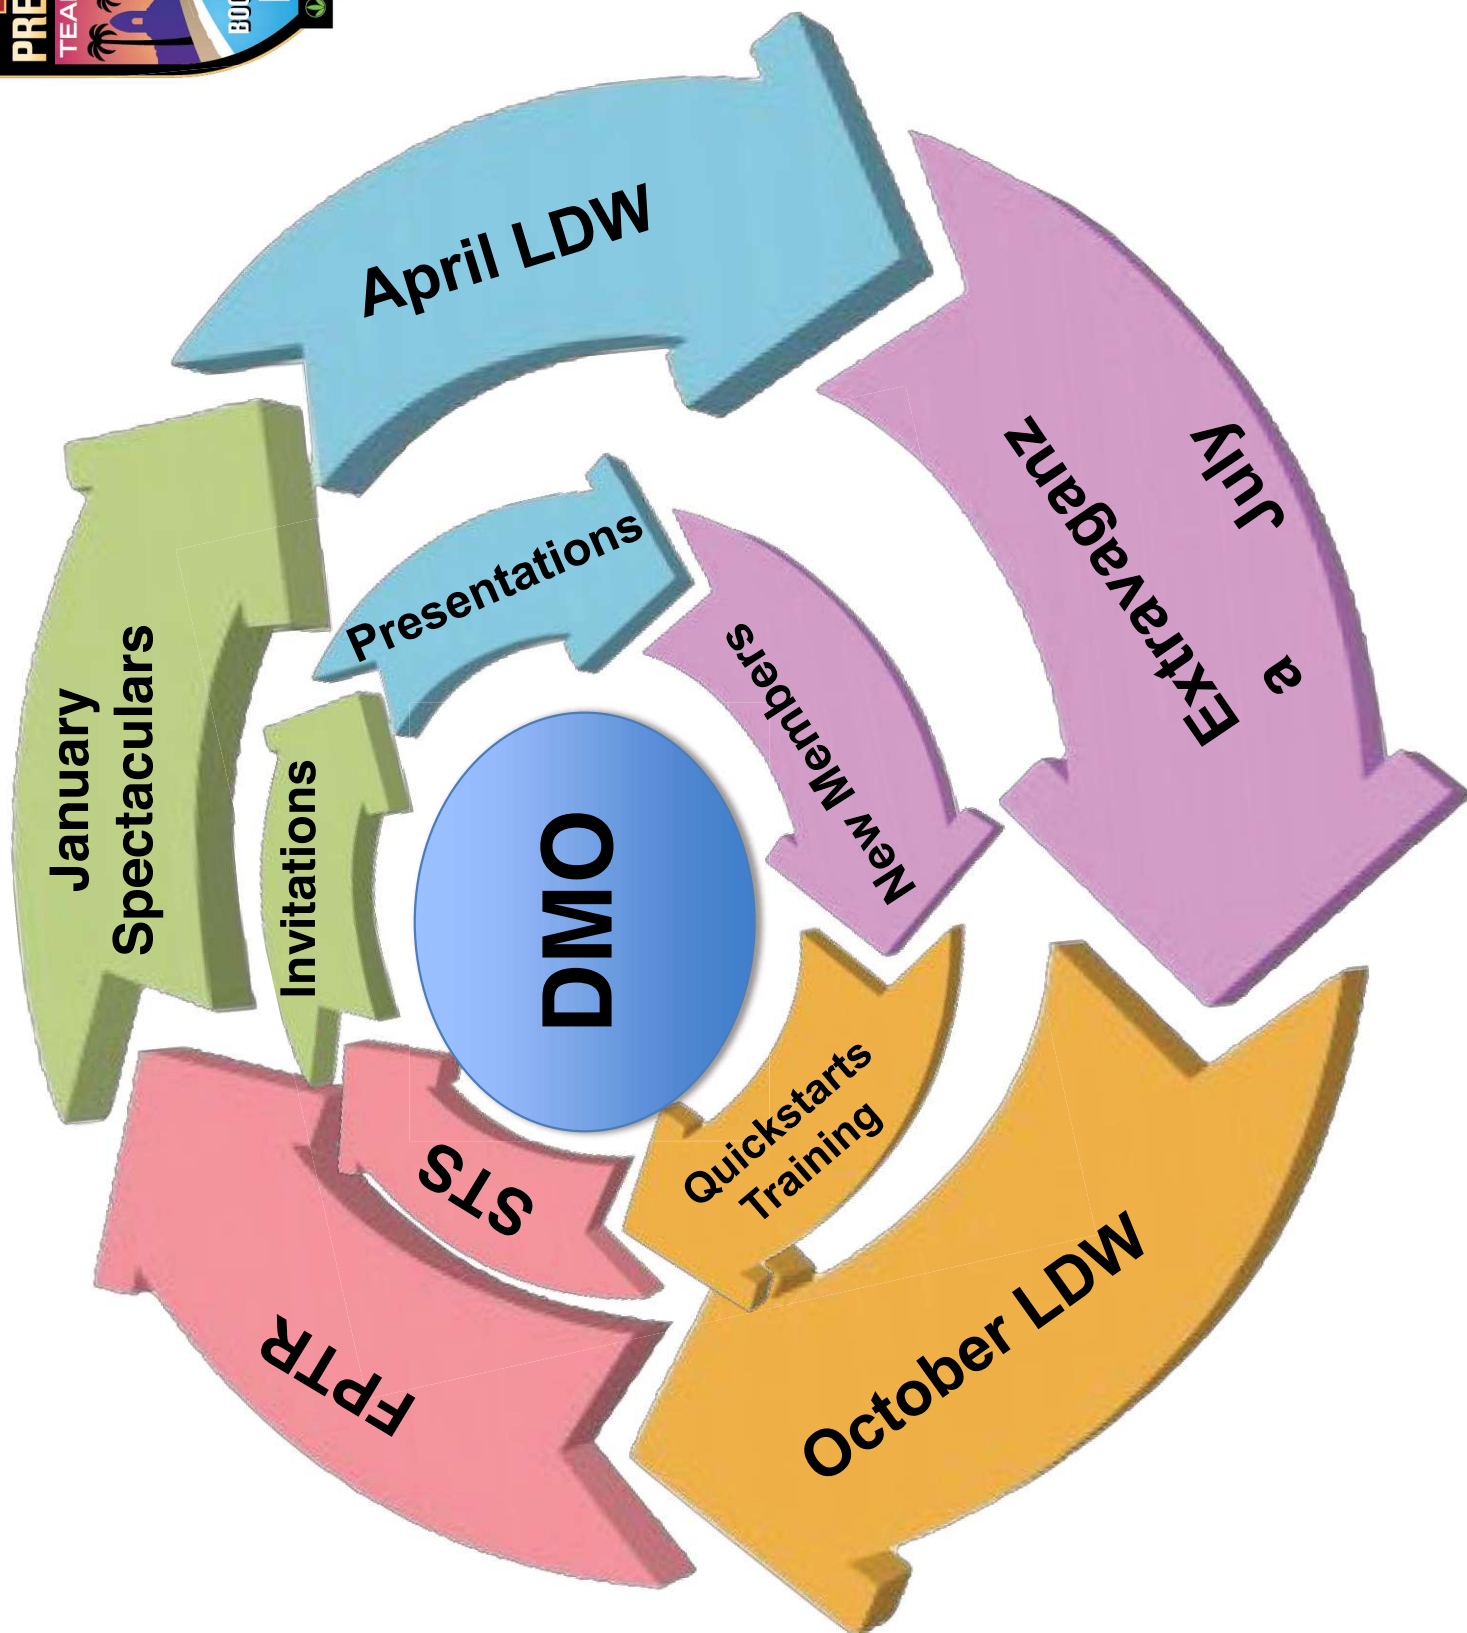 PRE
TEA
BOO
April LDW
July
Extravaganz
a
October LDW
FPTR
January
Spectaculars
Presentations
New Members
Quickstarts
Training
STS
Invitations
DMO